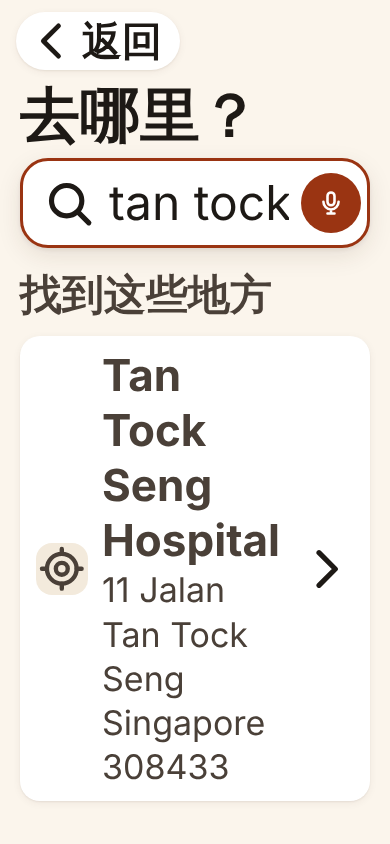 返回
去哪里？
tan tock
找到这些地方
Tan
Tock
Seng
Hospital
11 Jalan
Tan Tock
Seng
Singapore
308433